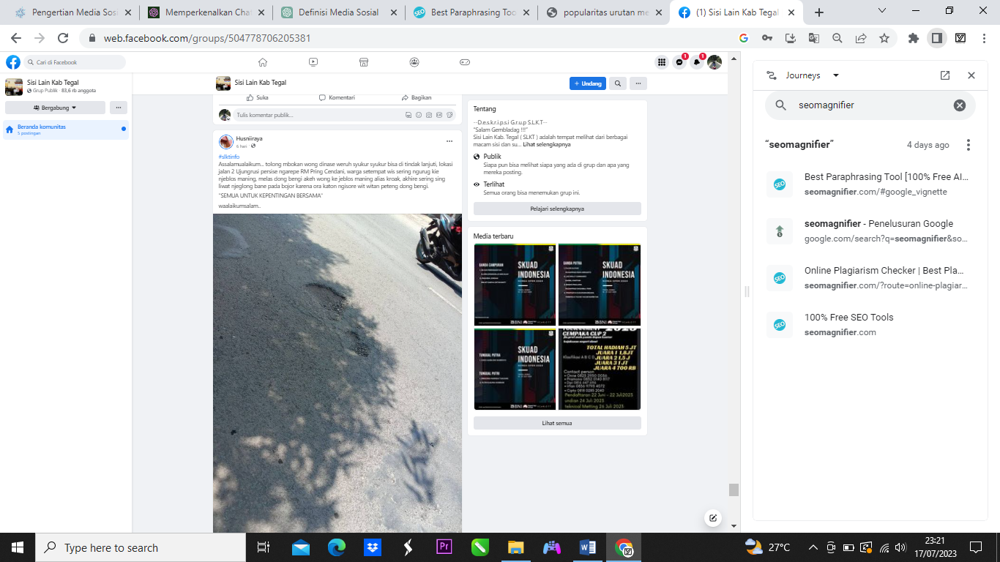 Pengertian Media Sosi
Memperkenalkan Chat
Definisi Media Sosial
Best Paraphrasing Too
popularitas urutan me
(1) Sisi Lain Kab Tegal
web.facebook.com/groups/504778706205381
Cari di Facebook
1
1
Sisi Lain Kab Tegal
Grup Publik · 83,6 rb anggota
Bergabung
Beranda komunitas
5 postingan
Sisi Lain Kab Tegal
+ Undang
Suka
Komentari
Bagikan
Tulis komentar publik...
Husniiraya
6 hari
#slktinfo
Assalamualaikum... tolong mbokan wong dinase weruh syukur syukur bisa di tindak lanjuti, lokasi
jalan 2 Ujungrusi persise ngarepe RM Pring Cendani, warga setempat wis sering ngurug kie
njeblos maning, melas dong bengi akeh wong ke jeblos maning alias kroak, akhire sering sing
liwat njeglong bane pada bojor karena ora katon ngisore wit witan peteng dong bengi.
"SEMUA UNTUK KEPENTINGAN BERSAMA"
waalaikumsalam..
Tentang
--D.e.s.k.r.i.p.s.i G.r.u.p S.L.K.T--
"Salam Gembladag !!!"
Sisi Lain Kab. Tegal ( SLKT ) adalah tempat melihat dari berbagai
macam sisi dan su... Lihat selengkapnya
Publik
Siapa pun bisa melihat siapa yang ada di grup dan apa yang
mereka posting.
Terlihat
Semua orang bisa menemukan grup ini.
Pelajari selengkapnya
Media terbaru
GANDA CAMPURAN
SKUAD
INDONESIA
BNI
GANDA PUTRA
SKUAD
INDONESIA
BNI
TUNGGAL PUTRA
TUNGGAL PUTRI
SKUAD
INDONESIA
BNI
CEMPAKA CUP 2
TOTAL HADIAH 5 JT
JUARA 1 1,8JT
Klasifikasi A B C D
JUARA 2 1,5 J
JUARA 3 1 JT
JUARA 4 700 RB
Contact person
Pendaftaran 22 Juni - 22 Juli2023
undian 24 Juli 2023
teknical Metting 26 Juli 2023
Lihat semua
Journeys
seomagnifier
"seomagnifier"
4 days ago
SEO
Best Paraphrasing Tool [100% Free AI...
seomagnifier.com/#google_vignette
seomagnifier - Penelusuran Google
google.com/search?q=seomagnifier&so...
SEO
Online Plagiarism Checker | Best Pla...
seomagnifier.com/?route=online-plagiar...
SEO
100% Free SEO Tools
seomagnifier.com
Type here to search
Pr
27°C
23:21
17/07/2023